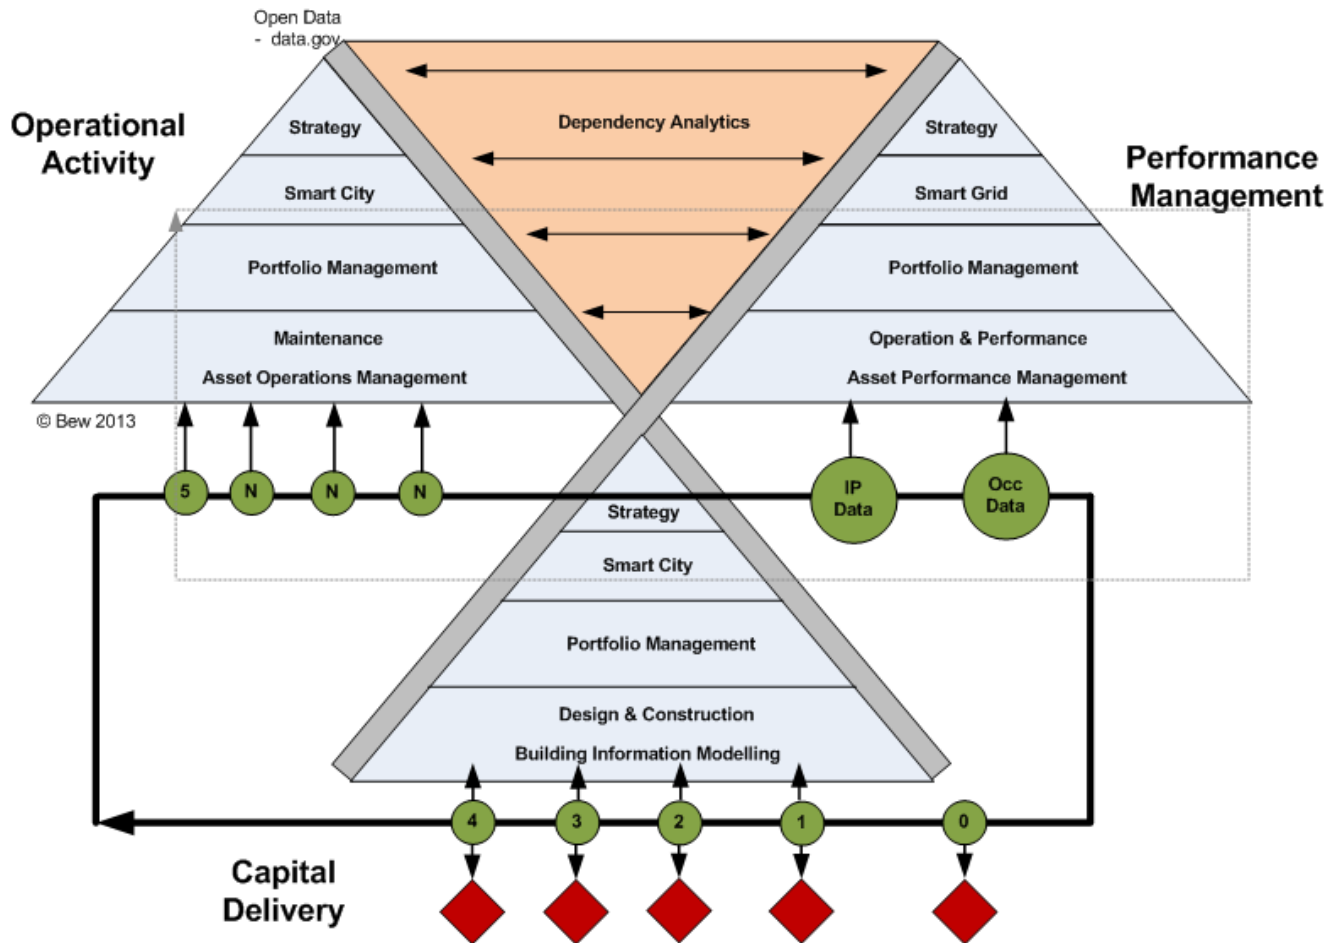 Open Data
- data.gov
Operational
Activity
Performance
Management
Dependency Analytics
Strategy
Smart City
Portfolio Management
Maintenance
Asset Operations Management
Strategy
Smart Grid
Portfolio Management
Operation & Performance
Asset Performance Management
© Bew 2013
5
N
N
N
IP
Data
Occ
Data
Strategy
Smart City
Portfolio Management
Design & Construction
Building Information Modelling
4
3
2
1
0
Capital
Delivery